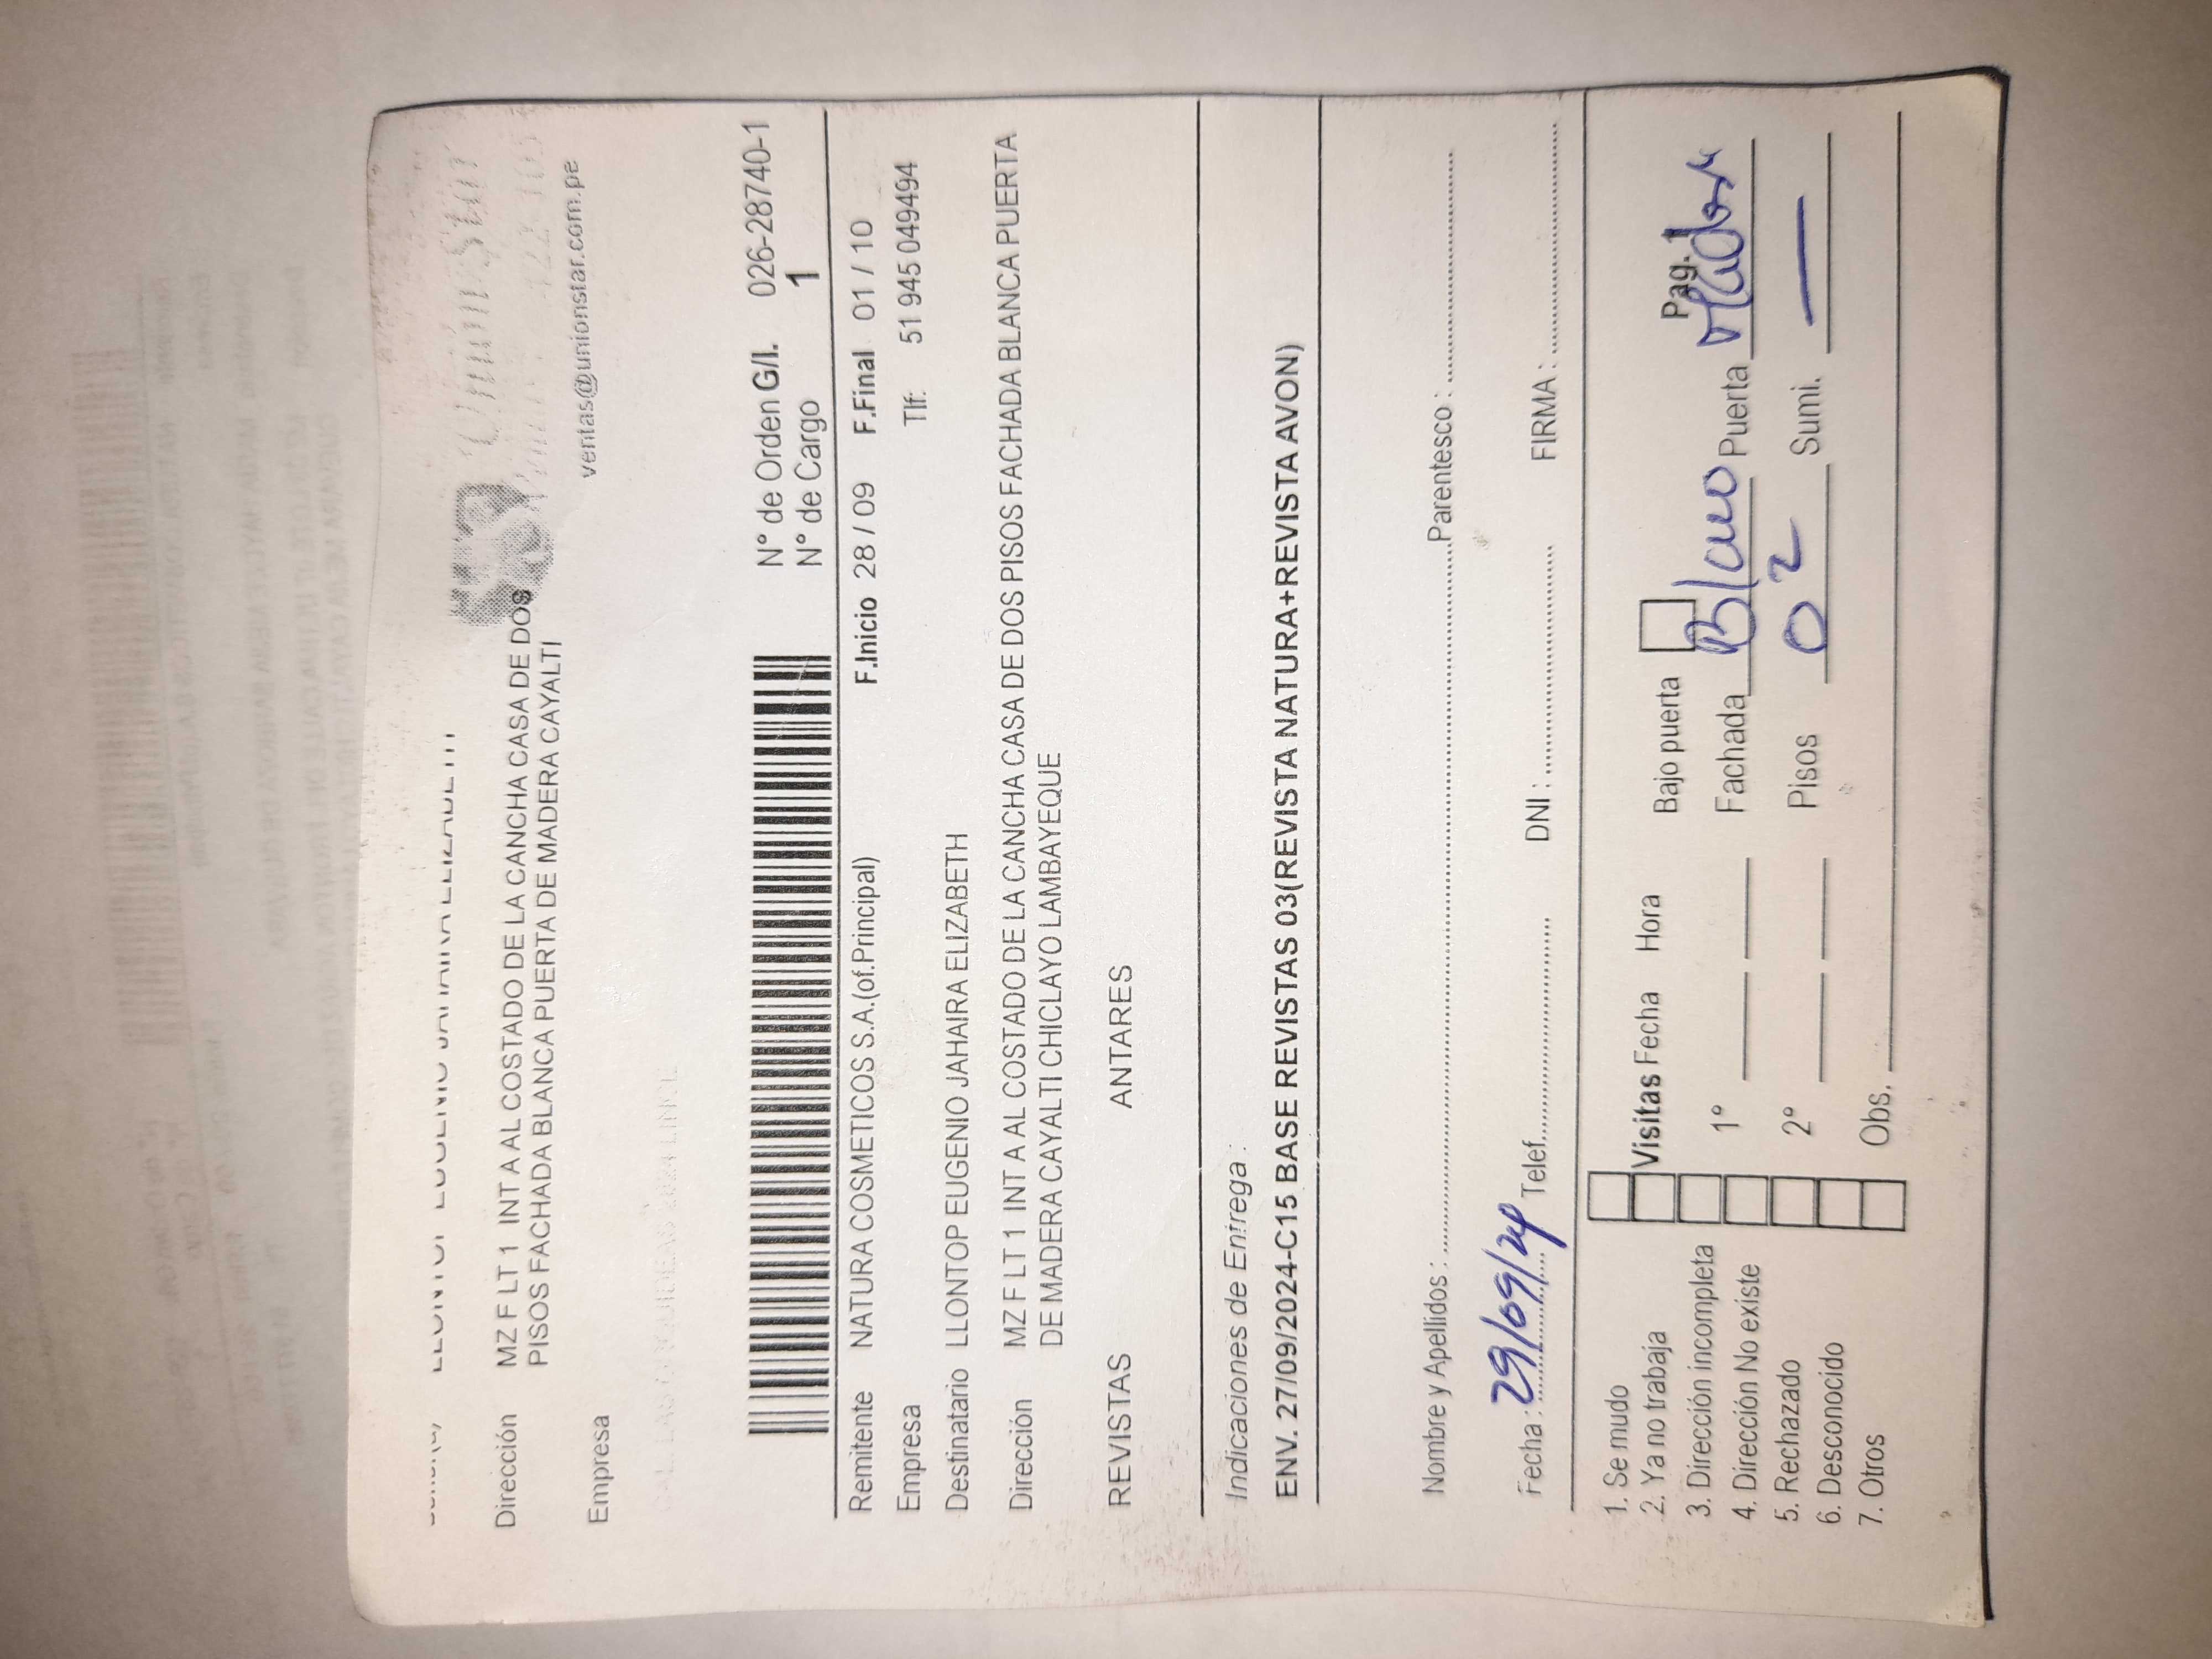 Dirección MZ F LT 1 INT A AL COSTADO DE LA CANCHA CASA DE DOS
PISOS FACHADA BLANCA PUERTA DE MADERA CAYALTI
ventas@unionstar.com.pe
Empresa
N° de Orden G/I. 026-28740-1
N° de Cargo 1
Remitente NATURA COSMETICOS S.A.(of.Principal) F.Inicio 28 / 09 F.Final 01 / 10
Empresa Tlf: 51 945 049494
Destinatario LLONTOP EUGENIO JAHAIRA ELIZABETH
Dirección MZ F LT 1 INT A AL COSTADO DE LA CANCHA CASA DE DOS PISOS FACHADA BLANCA PUERTA
DE MADERA CAYALTI CHICLAYO LAMBAYEQUE
REVISTAS ANTARES
Indicaciones de Entrega :
ENV. 27/09/2024-C15 BASE REVISTAS 03(REVISTA NATURA+REVISTA AVON)
Nombre y Apellidos : Parentesco :
Fecha : 29/09/24 Telef. DNI : FIRMA :
1. Se mudo
2. Ya no trabaja Visitas Fecha Hora Bajo puerta Pag. 1
3. Dirección incompleta
4. Dirección No existe 1° Fachada Puerta
5. Rechazado
6. Desconocido 2° Pisos 02 Sumi. —
7. Otros Obs.